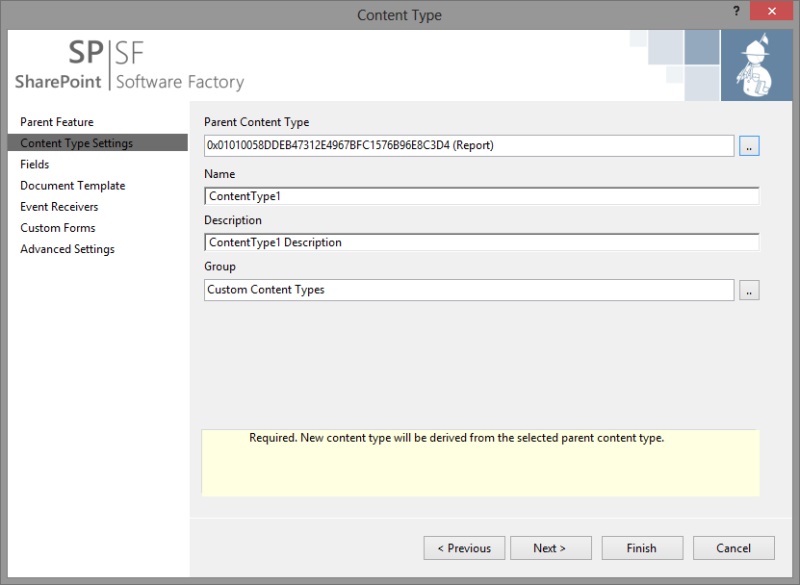 Content Type
?
SP|SF
SharePoint | Software Factory
Parent Feature
Content Type Settings
Fields
Document Template
Event Receivers
Custom Forms
Advanced Settings
Parent Content Type
0x01010058DDEB47312E4967BFC1576B96E8C3D4 (Report)
..
Name
ContentType1
Description
ContentType1 Description
Group
Custom Content Types
..
Required. New content type will be derived from the selected parent content type.
< Previous
Next >
Finish
Cancel